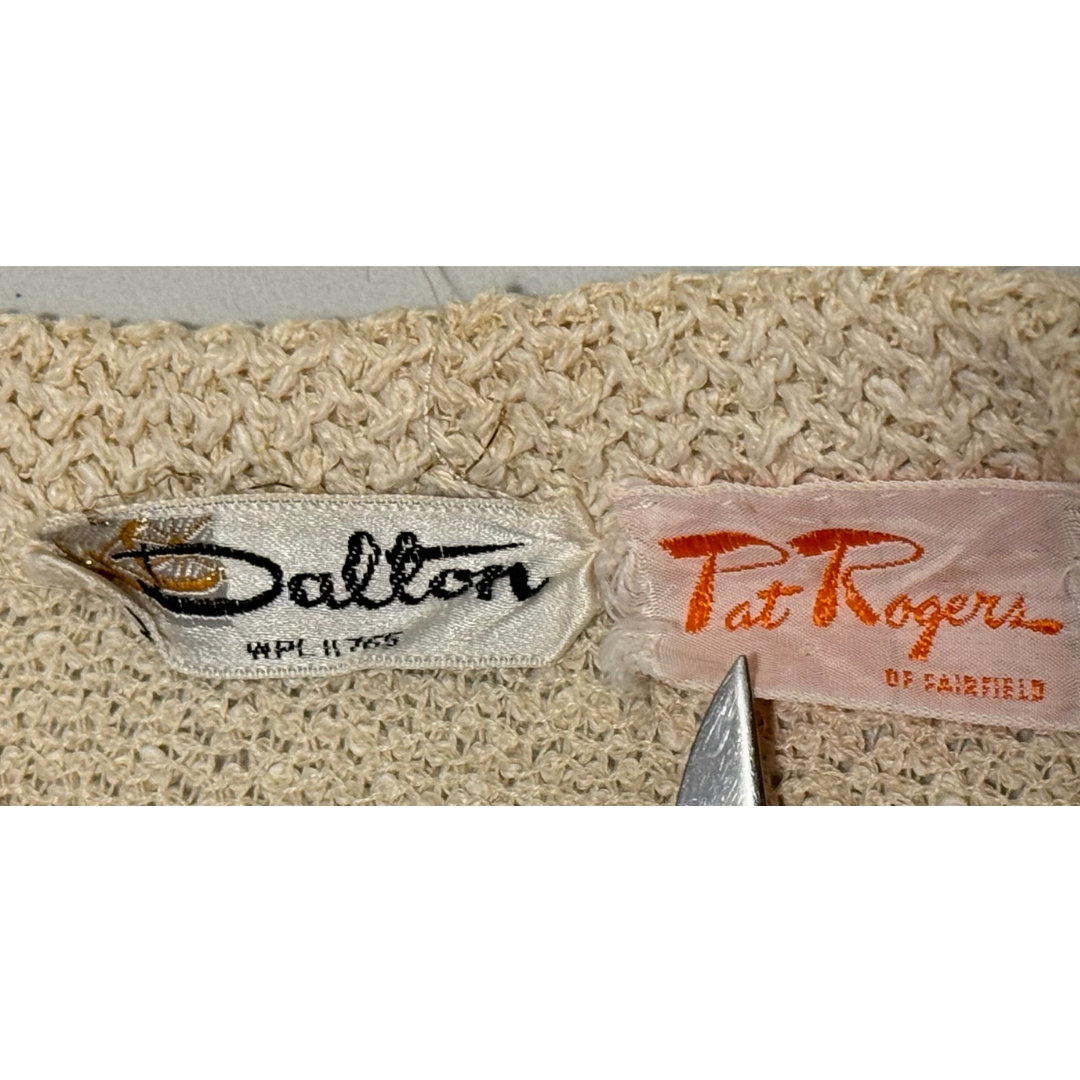 Dalton
WPL 11765
Pat Rogers
OF FAIRFIELD